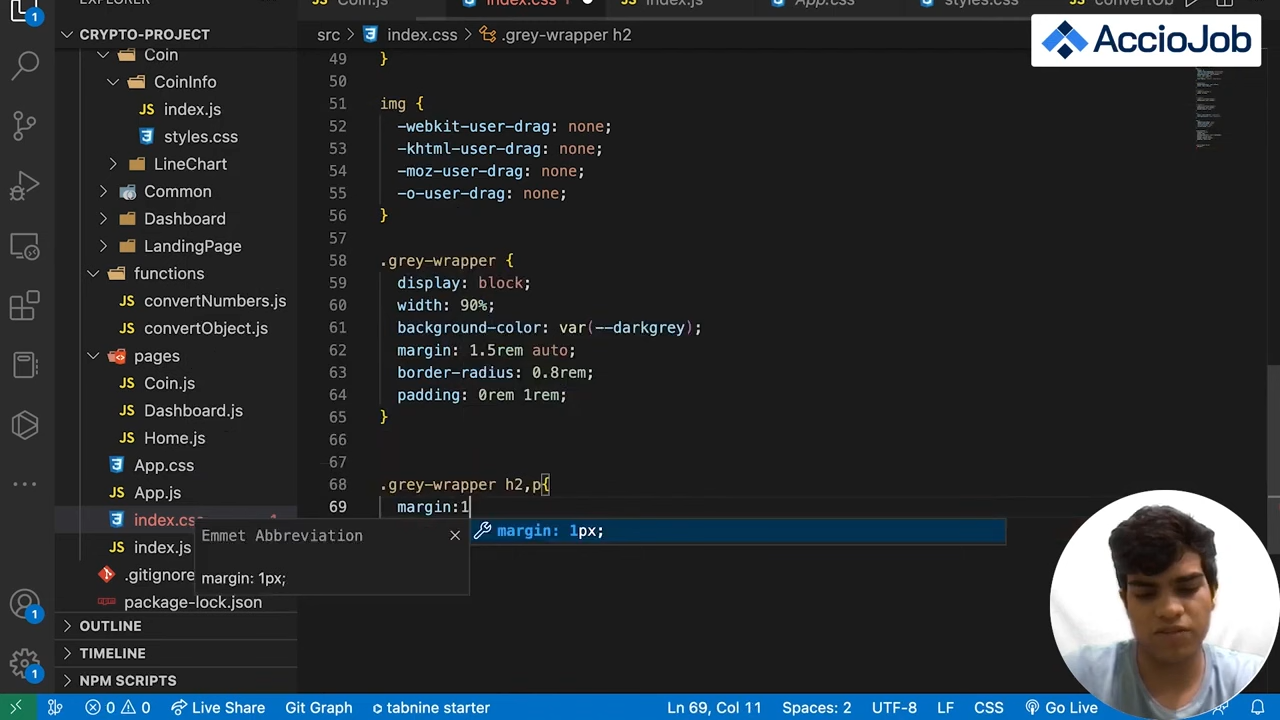 EXPLORER
Coin.js
index.css 1
index.js
App.css
styles.css
convertOb
AccioJob
CRYPTO-PROJECT
src > index.css > .grey-wrapper h2
Coin
CoinInfo
index.js
styles.css
LineChart
Common
Dashboard
LandingPage
functions
convertNumbers.js
convertObject.js
pages
Coin.js
Dashboard.js
Home.js
App.css
App.js
index.css 1
index.js
.gitignore
package-lock.json
OUTLINE
TIMELINE
NPM SCRIPTS
49 }
50
51 img {
52 -webkit-user-drag: none;
53 -khtml-user-drag: none;
54 -moz-user-drag: none;
55 -o-user-drag: none;
56 }
57
58 .grey-wrapper {
59 display: block;
60 width: 90%;
61 background-color: var(--darkgrey);
62 margin: 1.5rem auto;
63 border-radius: 0.8rem;
64 padding: 0rem 1rem;
65 }
66
67
68 .grey-wrapper h2,p{
69 margin:1
margin: 1px;
Emmet Abbreviation
margin: 1px;
1
1
1
0 0 Live Share Git Graph tabnine starter Ln 69, Col 11 Spaces: 2 UTF-8 LF CSS Go Live